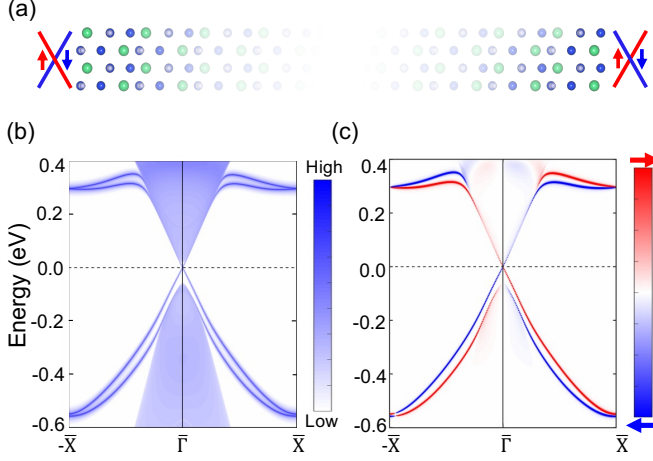 (a)
(b)
(c)
Energy (eV)
0.4
0.2
0.0
-0.2
-0.4
-0.6
-X̅
Γ̅
X̅
High
Low
0.4
0.2
0.0
-0.2
-0.4
-0.6
-X̅
Γ̅
X̅